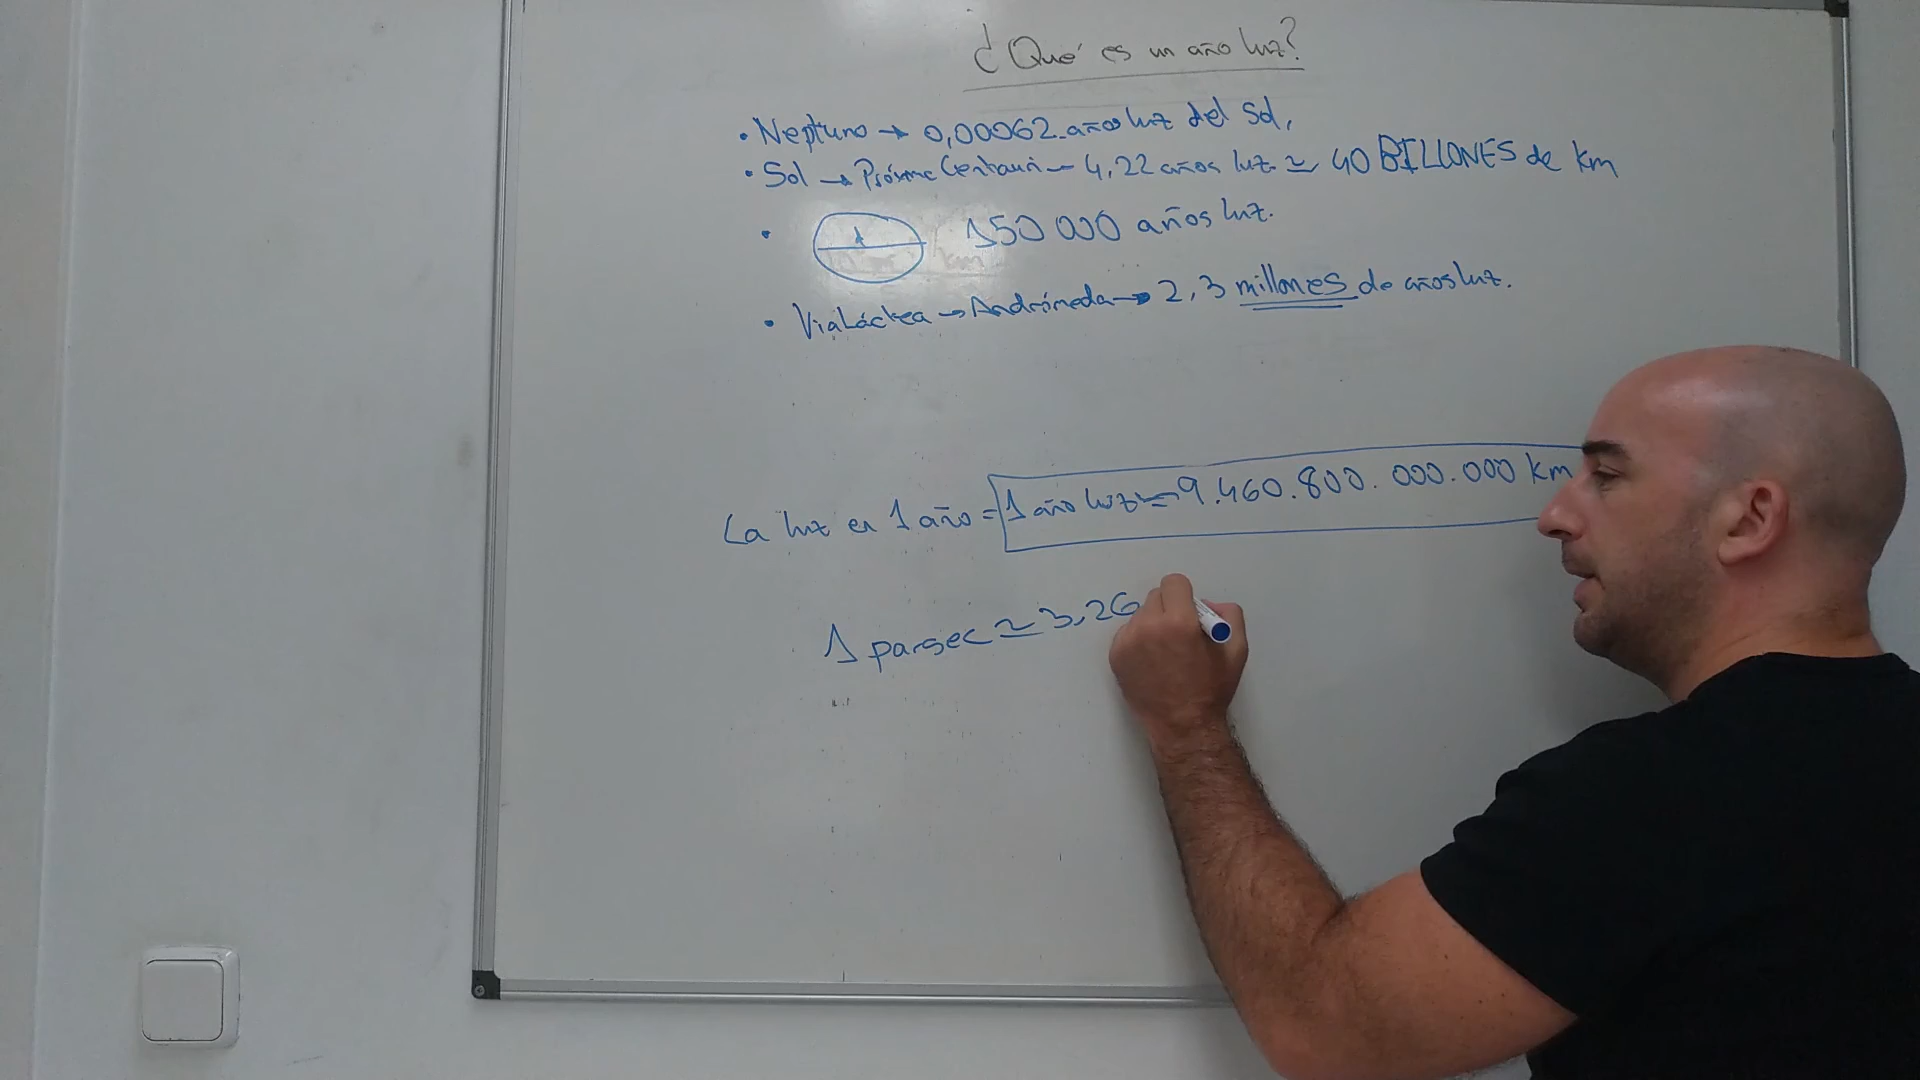 ¿Qué es un año luz?
• Neptuno → 0,00062 años luz del Sol,
• Sol → Próxima Centauri → 4,22 años luz ≃ 40 BILLONES de km
• 150 000 años luz.
• Vía Láctea → Andrómeda → 2,3 millones de años luz.
La luz en 1 año = 1 año luz ≃ 9.460.800.000.000 km
1 parsec ≃ 3,26